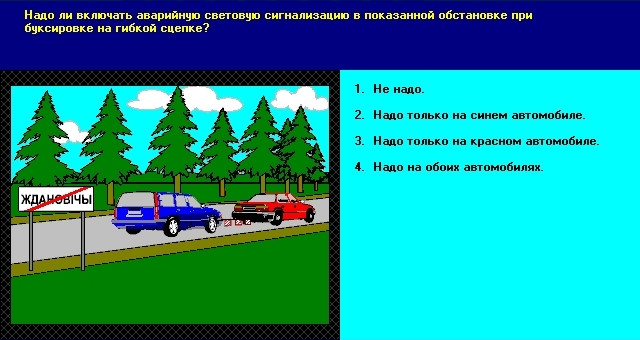 Надо ли включать аварийную световую сигнализацию в показанной обстановке при
буксировке на гибкой сцепке?
1. Не надо.
2. Надо только на синем автомобиле.
3. Надо только на красном автомобиле.
4. Надо на обоих автомобилях.
ЖДАНОВIЧЫ